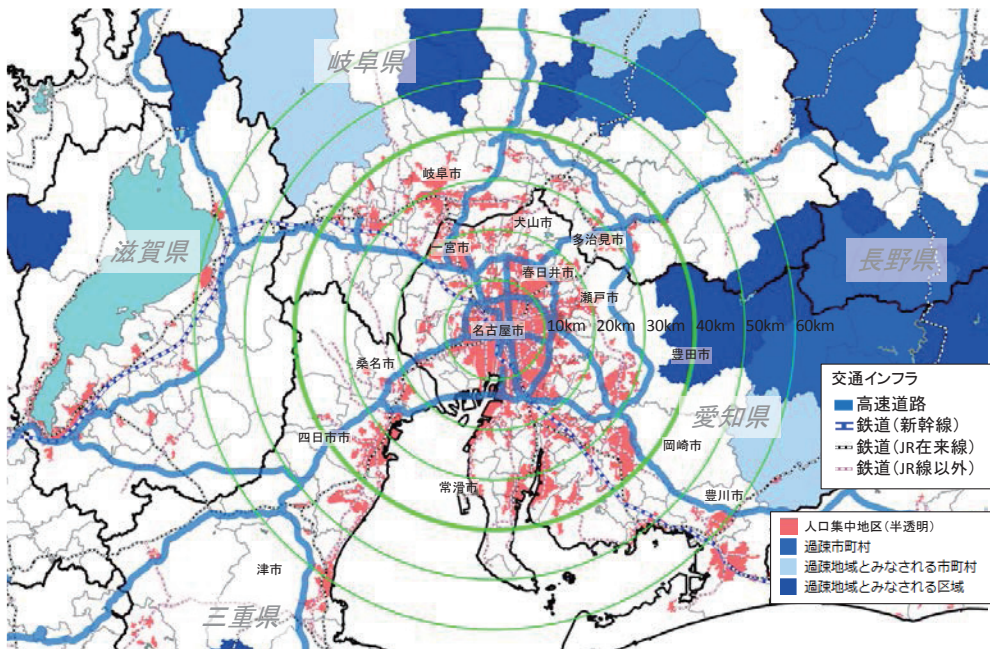 岐阜県
岐阜市
犬山市
一宮市
多治見市
滋賀県
長野県
春日井市
瀬戸市
名古屋市
10km
20km
30km
40km
50km
60km
豊田市
桑名市
愛知県
四日市市
岡崎市
常滑市
豊川市
津市
三重県
交通インフラ
高速道路
鉄道(新幹線)
鉄道(JR在来線)
鉄道(JR線以外)
人口集中地区(半透明)
過疎市町村
過疎地域とみなされる市町村
過疎地域とみなされる区域